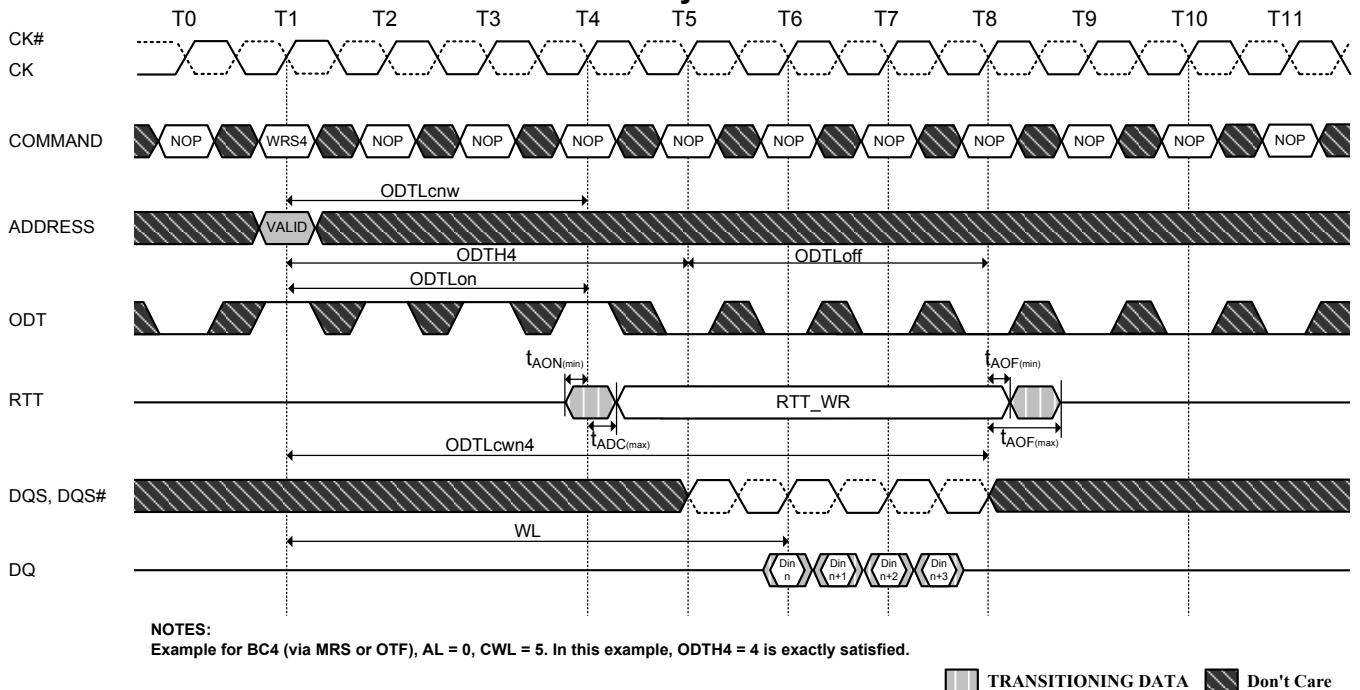 T0 T1 T2 T3 T4 T5 T6 T7 T8 T9 T10 T11
CK#
CK
COMMAND NOP WRS4 NOP NOP NOP NOP NOP NOP NOP NOP NOP NOP
ODTLcnw
ADDRESS VALID
ODTH4 ODTLoff
ODTLon
ODT
tAON(min) tAOF(min)
RTT RTT_WR
tADC(max) tAOF(max)
ODTLcwn4
DQS, DQS#
WL
DQ Din n Din n+1 Din n+2 Din n+3
NOTES:
Example for BC4 (via MRS or OTF), AL = 0, CWL = 5. In this example, ODTH4 = 4 is exactly satisfied.
TRANSITIONING DATA Don't Care